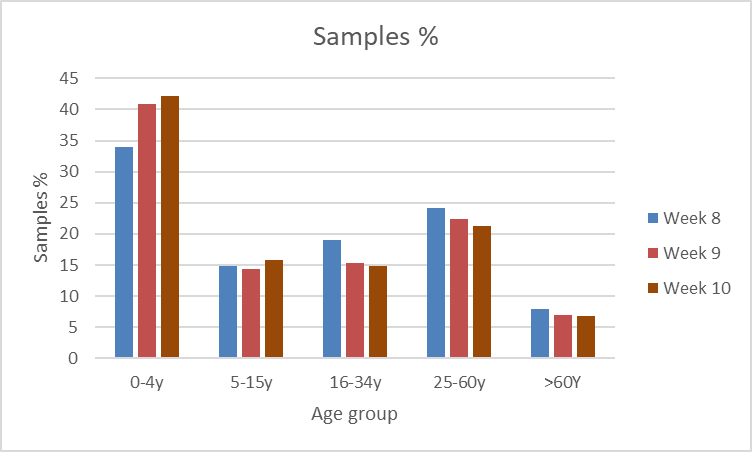 Samples %
45
40
35
30
25
20
15
10
5
0
Samples %
0-4y 5-15y 16-34y 25-60y >60Y
Age group
Week 8
Week 9
Week 10